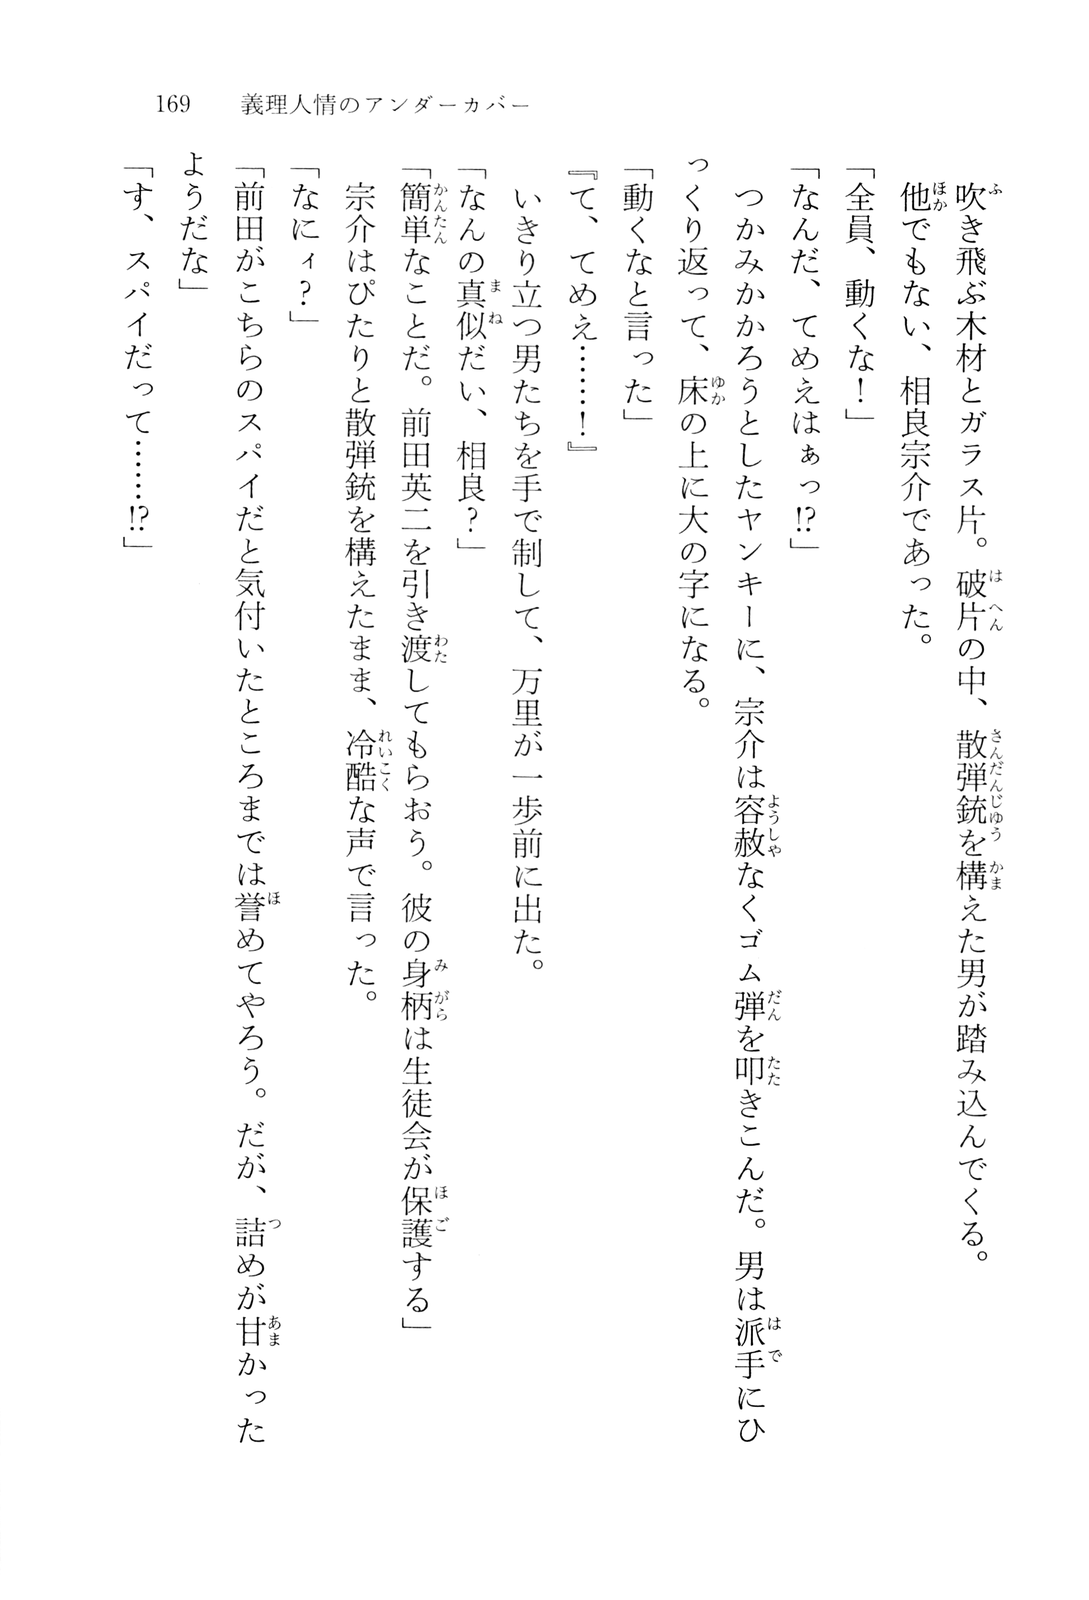 169 義理人情のアンダーカバー
吹き飛ぶ木材とガラス片。破片の中、散弾銃を構えた男が踏み込んでくる。
他でもない、相良宗介であった。
「全員、動くな！」
「なんだ、てめえはぁっ!?」
つかみかかろうとしたヤンキーに、宗介は容赦なくゴム弾を叩きこんだ。男は派手にひ
っくり返って、床の上に大の字になる。
「動くなと言った」
『て、てめえ……！』
いきり立つ男たちを手で制して、万里が一歩前に出た。
「なんの真似だい、相良？」
「簡単なことだ。前田英二を引き渡してもらおう。彼の身柄は生徒会が保護する」
宗介はぴたりと散弾銃を構えたまま、冷酷な声で言った。
「なにィ？」
「前田がこちらのスパイだと気付いたところまでは誉めてやろう。だが、詰めが甘かった
ようだな」
「す、スパイだって……!?」